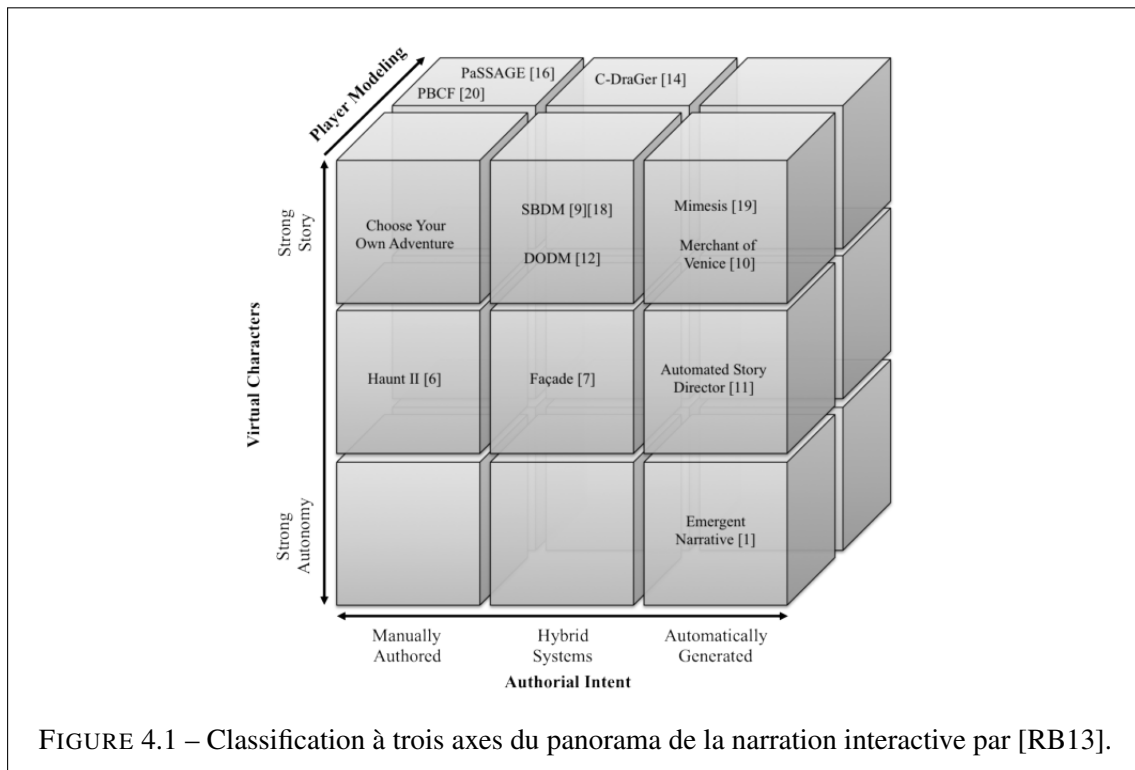 Player Modeling
PaSSAGE [16]
PBCF [20]
C-DraGer [14]
Strong
Story
Virtual Characters
Strong
Autonomy
Choose Your
Own Adventure
SBDM [9][18]
DODM [12]
Mimesis [19]
Merchant of
Venice [10]
Haunt II [6]
Façade [7]
Automated Story
Director [11]
Emergent
Narrative [1]
Manually
Authored
Hybrid
Systems
Automatically
Generated
Authorial Intent
FIGURE 4.1 – Classification à trois axes du panorama de la narration interactive par [RB13].